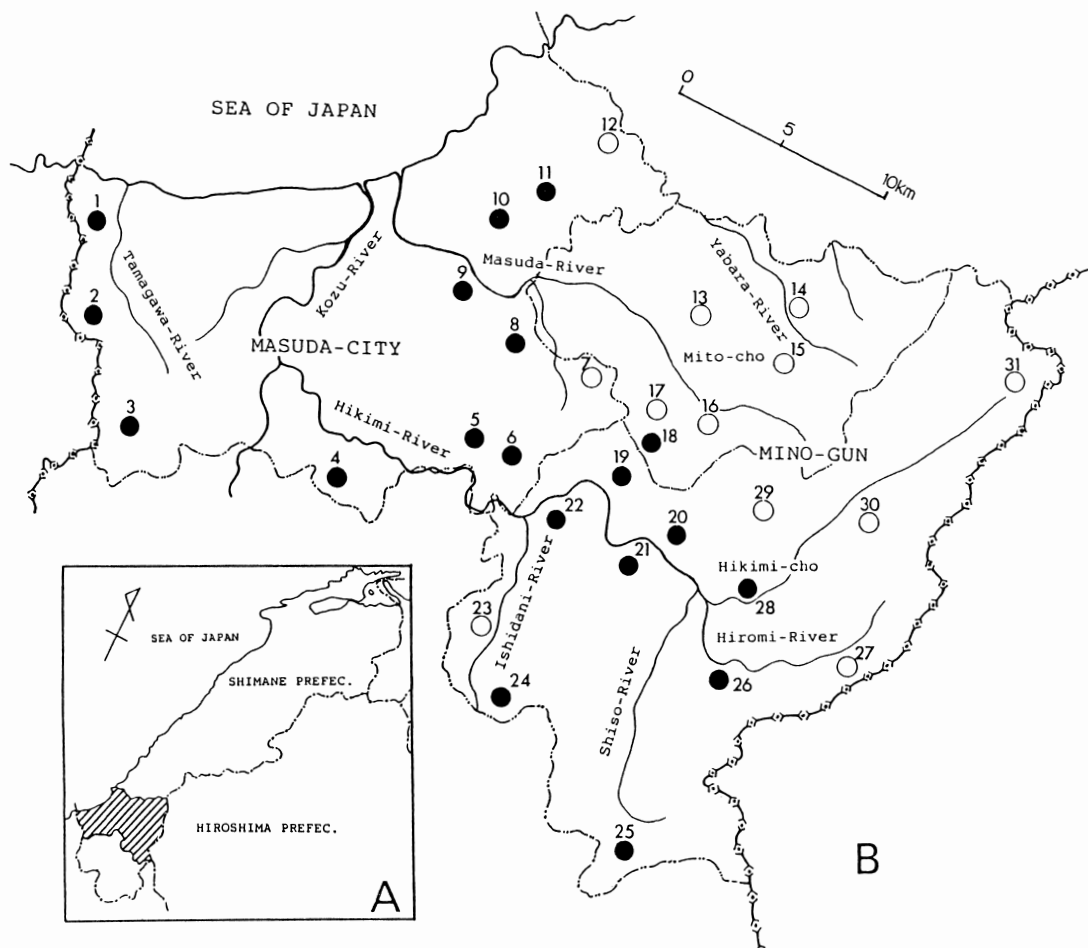 SEA OF JAPAN
0
5
10km
12
11
10
1
Tamagawa-River
Kozu-River
Masuda-River
Yabara-River
9
2
13
14
8
MASUDA-CITY
Mito-cho
15
7
31
17
16
3
Hikimi-River
5
6
18
MINO-GUN
4
19
29
30
22
20
21
Hikimi-cho
28
Ishidani-River
23
Hiromi-River
27
24
26
Shiso-River
25
B
SEA OF JAPAN
SHIMANE PREFEC.
HIROSHIMA PREFEC.
A